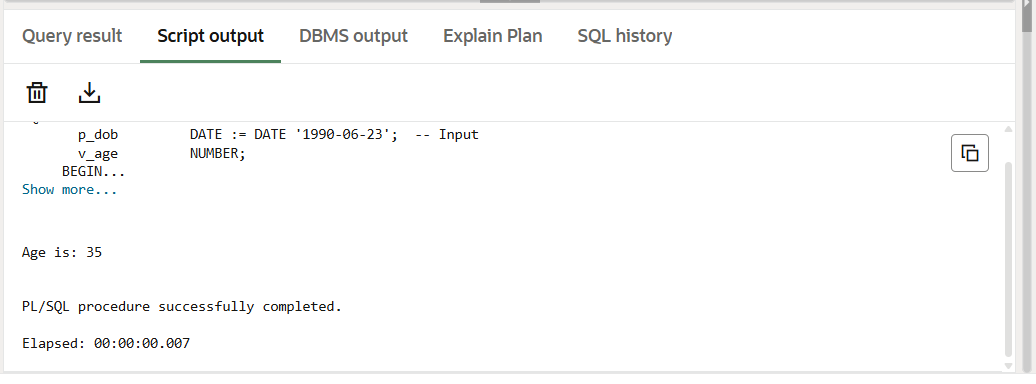 Query result Script output DBMS output Explain Plan SQL history
p_dob DATE := DATE '1990-06-23'; -- Input
v_age NUMBER;
BEGIN...
Show more...
Age is: 35
PL/SQL procedure successfully completed.
Elapsed: 00:00:00.007